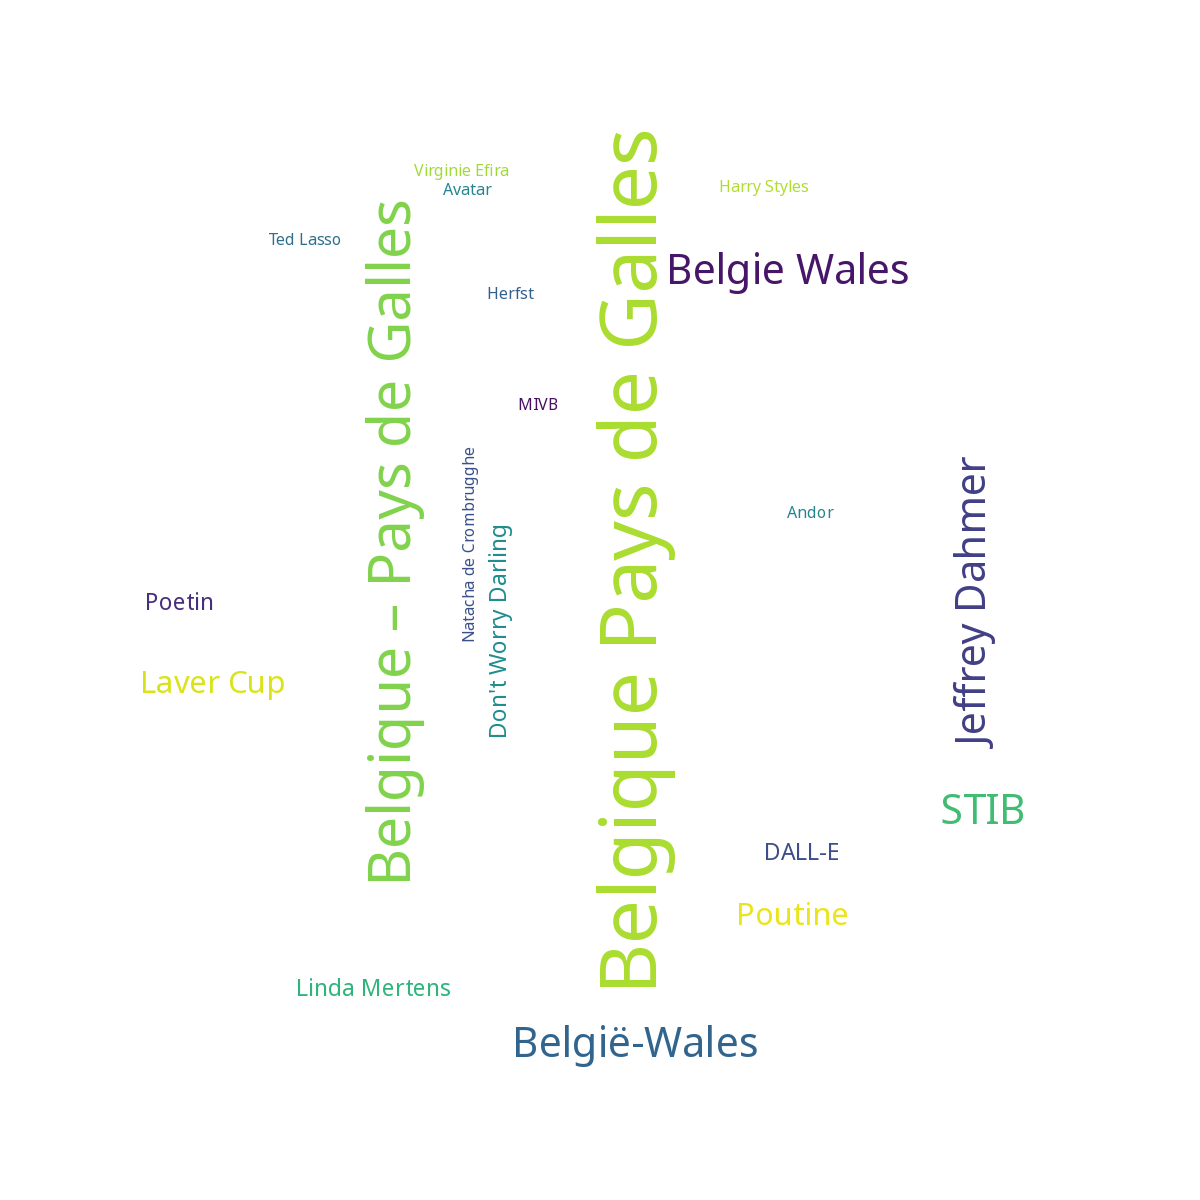 Virginie Efira
Harry Styles
Avatar
Ted Lasso
Belgie Wales
Herfst
MIVB
Belgique – Pays de Galles
Belgique Pays de Galles
Natacha de Crombrugghe
Don't Worry Darling
Andor
Jeffrey Dahmer
Poetin
Laver Cup
STIB
DALL-E
Poutine
Linda Mertens
België-Wales